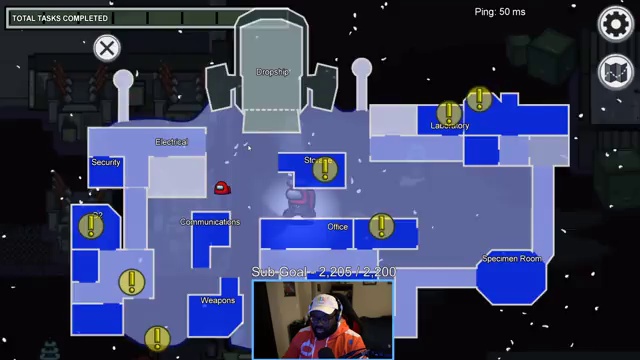 TOTAL TASKS COMPLETED
Ping: 50 ms
Dropship
Laboratory
Electrical
Security
Communications
Office
Specimen Room
Sub Goal - 2,205 / 2,200
Weapons